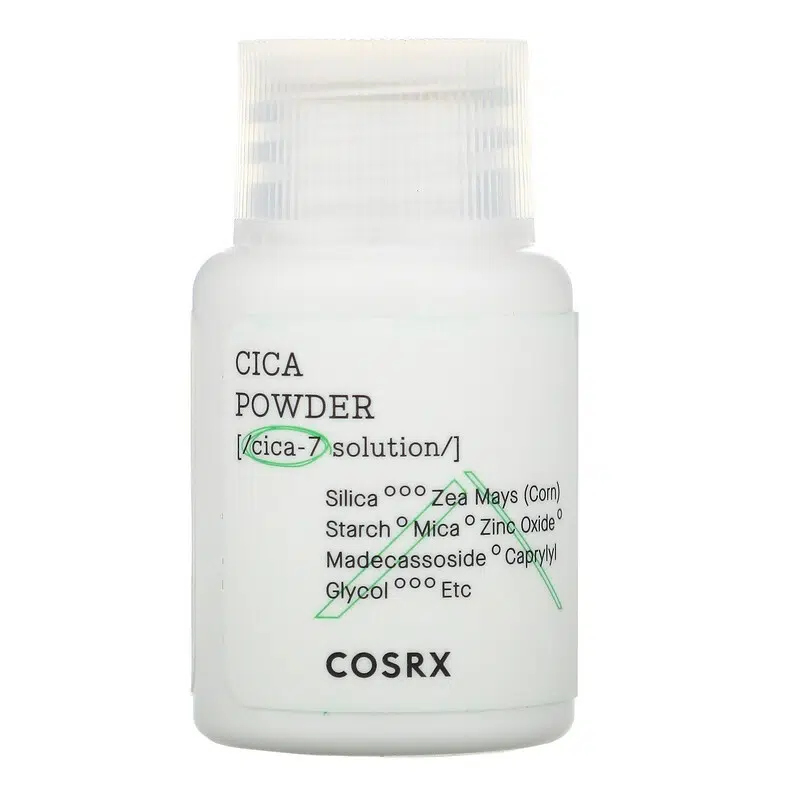 CICA
POWDER
[/cica-7 solution/]
Silica °°° Zea Mays (Corn)
Starch ° Mica ° Zinc Oxide °
Madecassoside ° Caprylyl
Glycol °°° Etc
COSRX